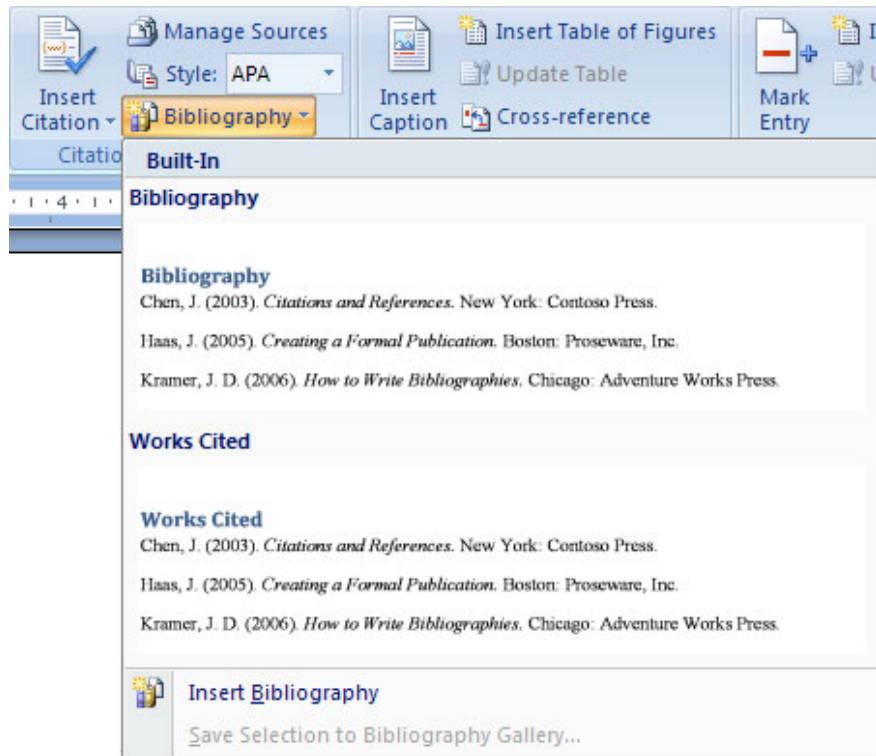 Manage Sources
Style: APA
Insert Citation
Bibliography
Insert Table of Figures
Update Table
Insert Caption
Cross-reference
Mark Entry
Built-In
4
Bibliography
Bibliography
Chen, J. (2003). Citations and References. New York: Contoso Press.
Haas, J. (2005). Creating a Formal Publication. Boston: Proseware, Inc.
Kramer, J. D. (2006). How to Write Bibliographies. Chicago: Adventure Works Press.
Works Cited
Works Cited
Chen, J. (2003). Citations and References. New York: Contoso Press.
Haas, J. (2005). Creating a Formal Publication. Boston: Proseware, Inc.
Kramer, J. D. (2006). How to Write Bibliographies. Chicago: Adventure Works Press.
Insert Bibliography
Save Selection to Bibliography Gallery...